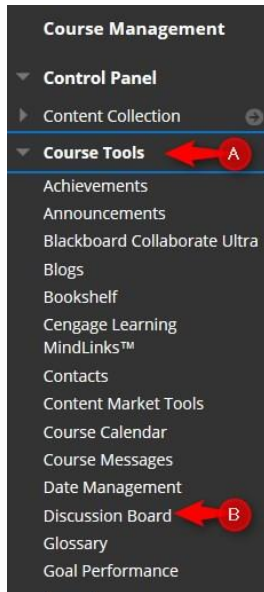 Course Management
Control Panel
Content Collection
Course Tools A
Achievements
Announcements
Blackboard Collaborate Ultra
Blogs
Bookshelf
Cengage Learning
MindLinks™
Contacts
Content Market Tools
Course Calendar
Course Messages
Date Management
Discussion Board B
Glossary
Goal Performance